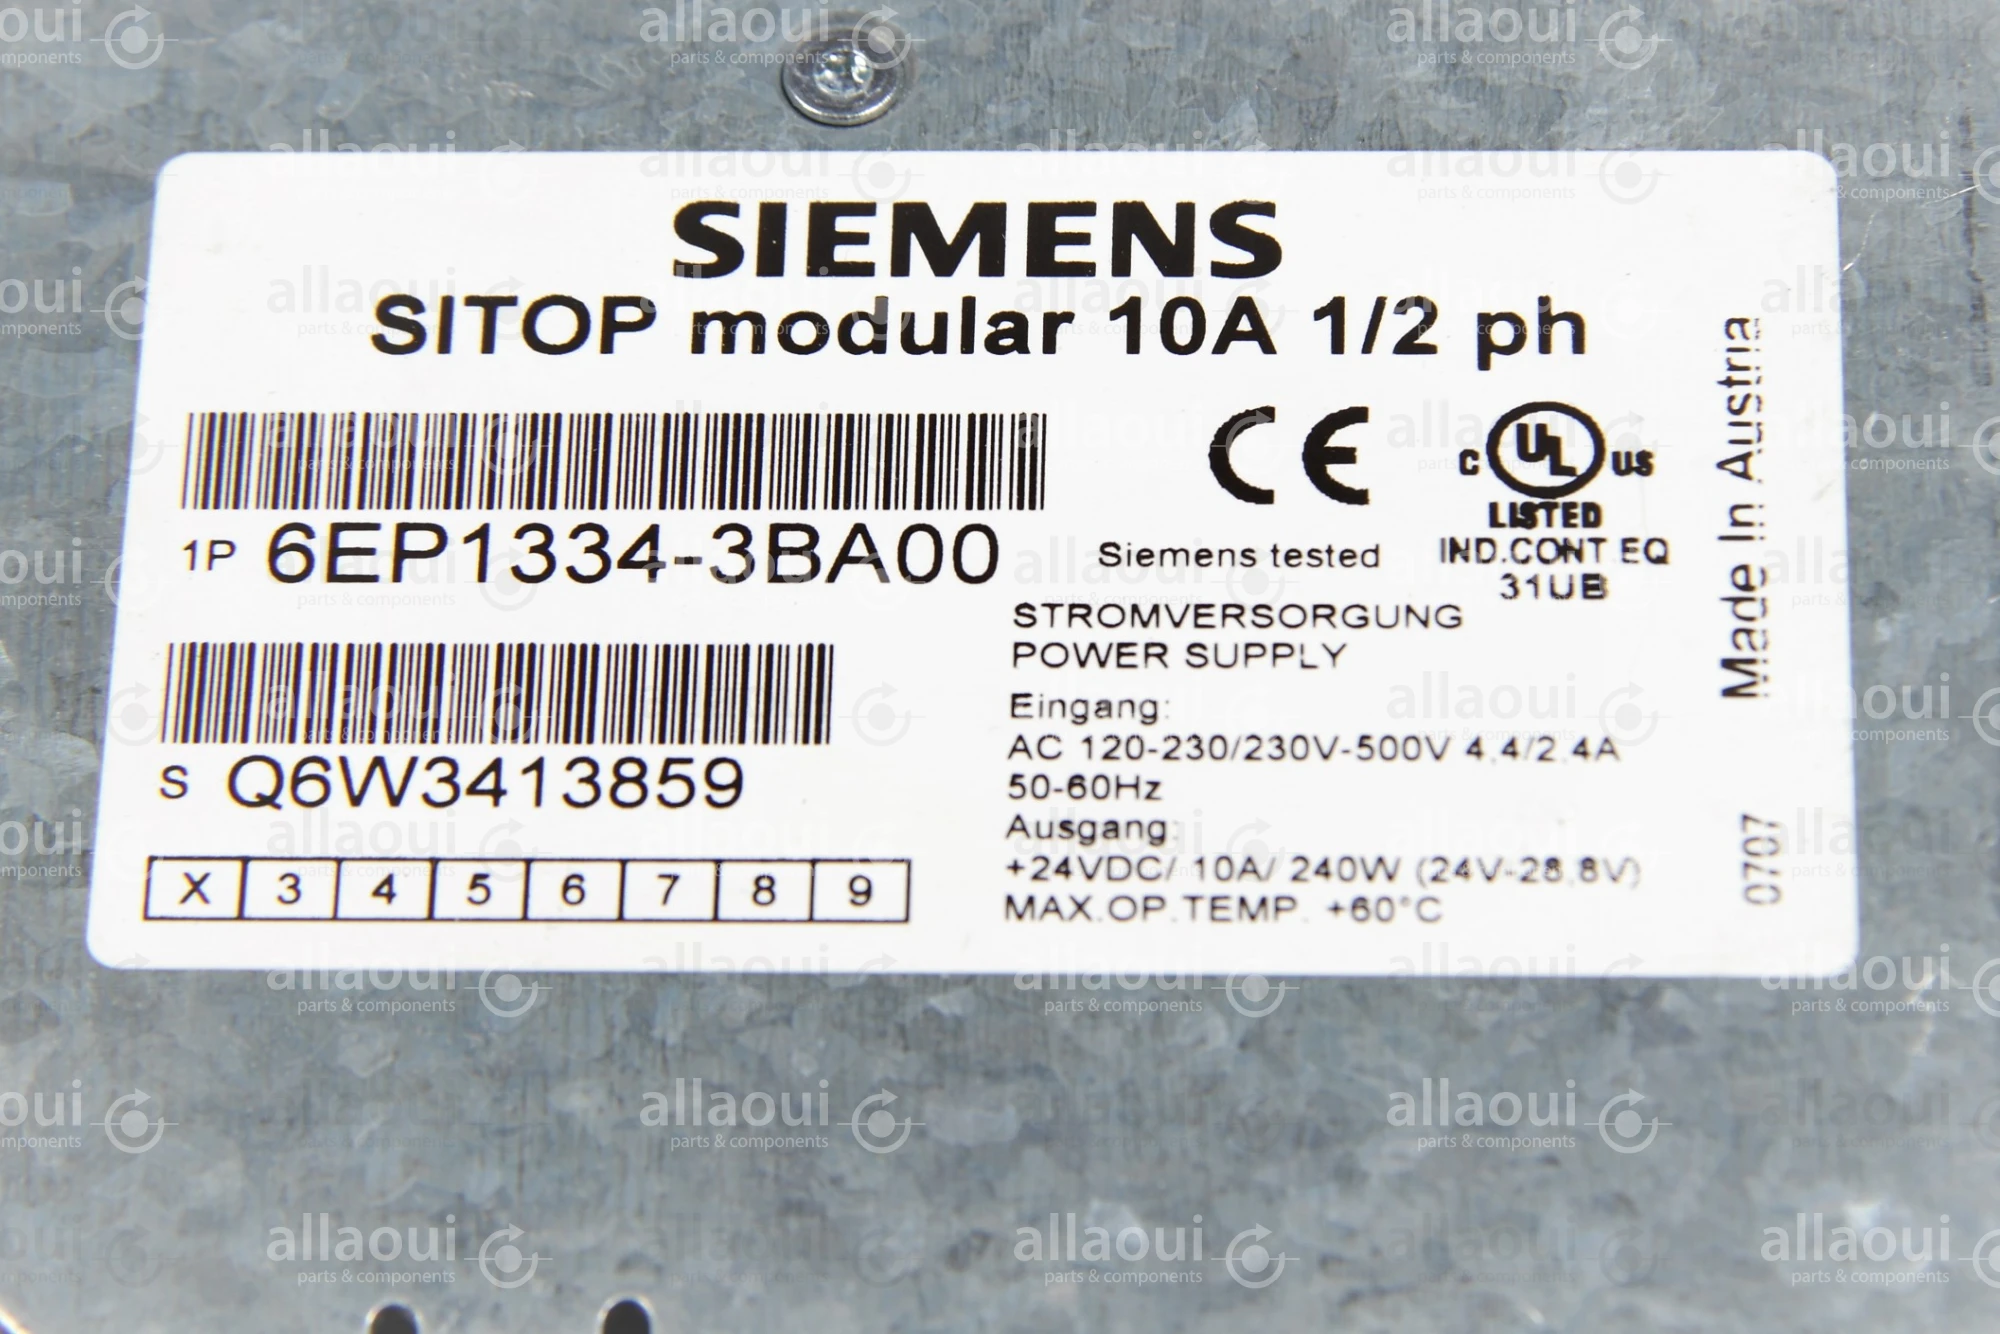 SIEMENS
SITOP modular 10A 1/2 ph
1P 6EP1334-3BA00
S Q6W3413859
X 3 4 5 6 7 8 9
CE
Siemens tested
C UL US
LISTED
IND.CONT EQ
31UB
STROMVERSORGUNG
POWER SUPPLY
Eingang:
AC 120-230/230V-500V 4.4/2.4A
50-60Hz
Ausgang:
+24VDC/ 10A/ 240W (24V-28.8V)
MAX.OP.TEMP. +60°C
Made In Austria
0707
allaoui
parts & components